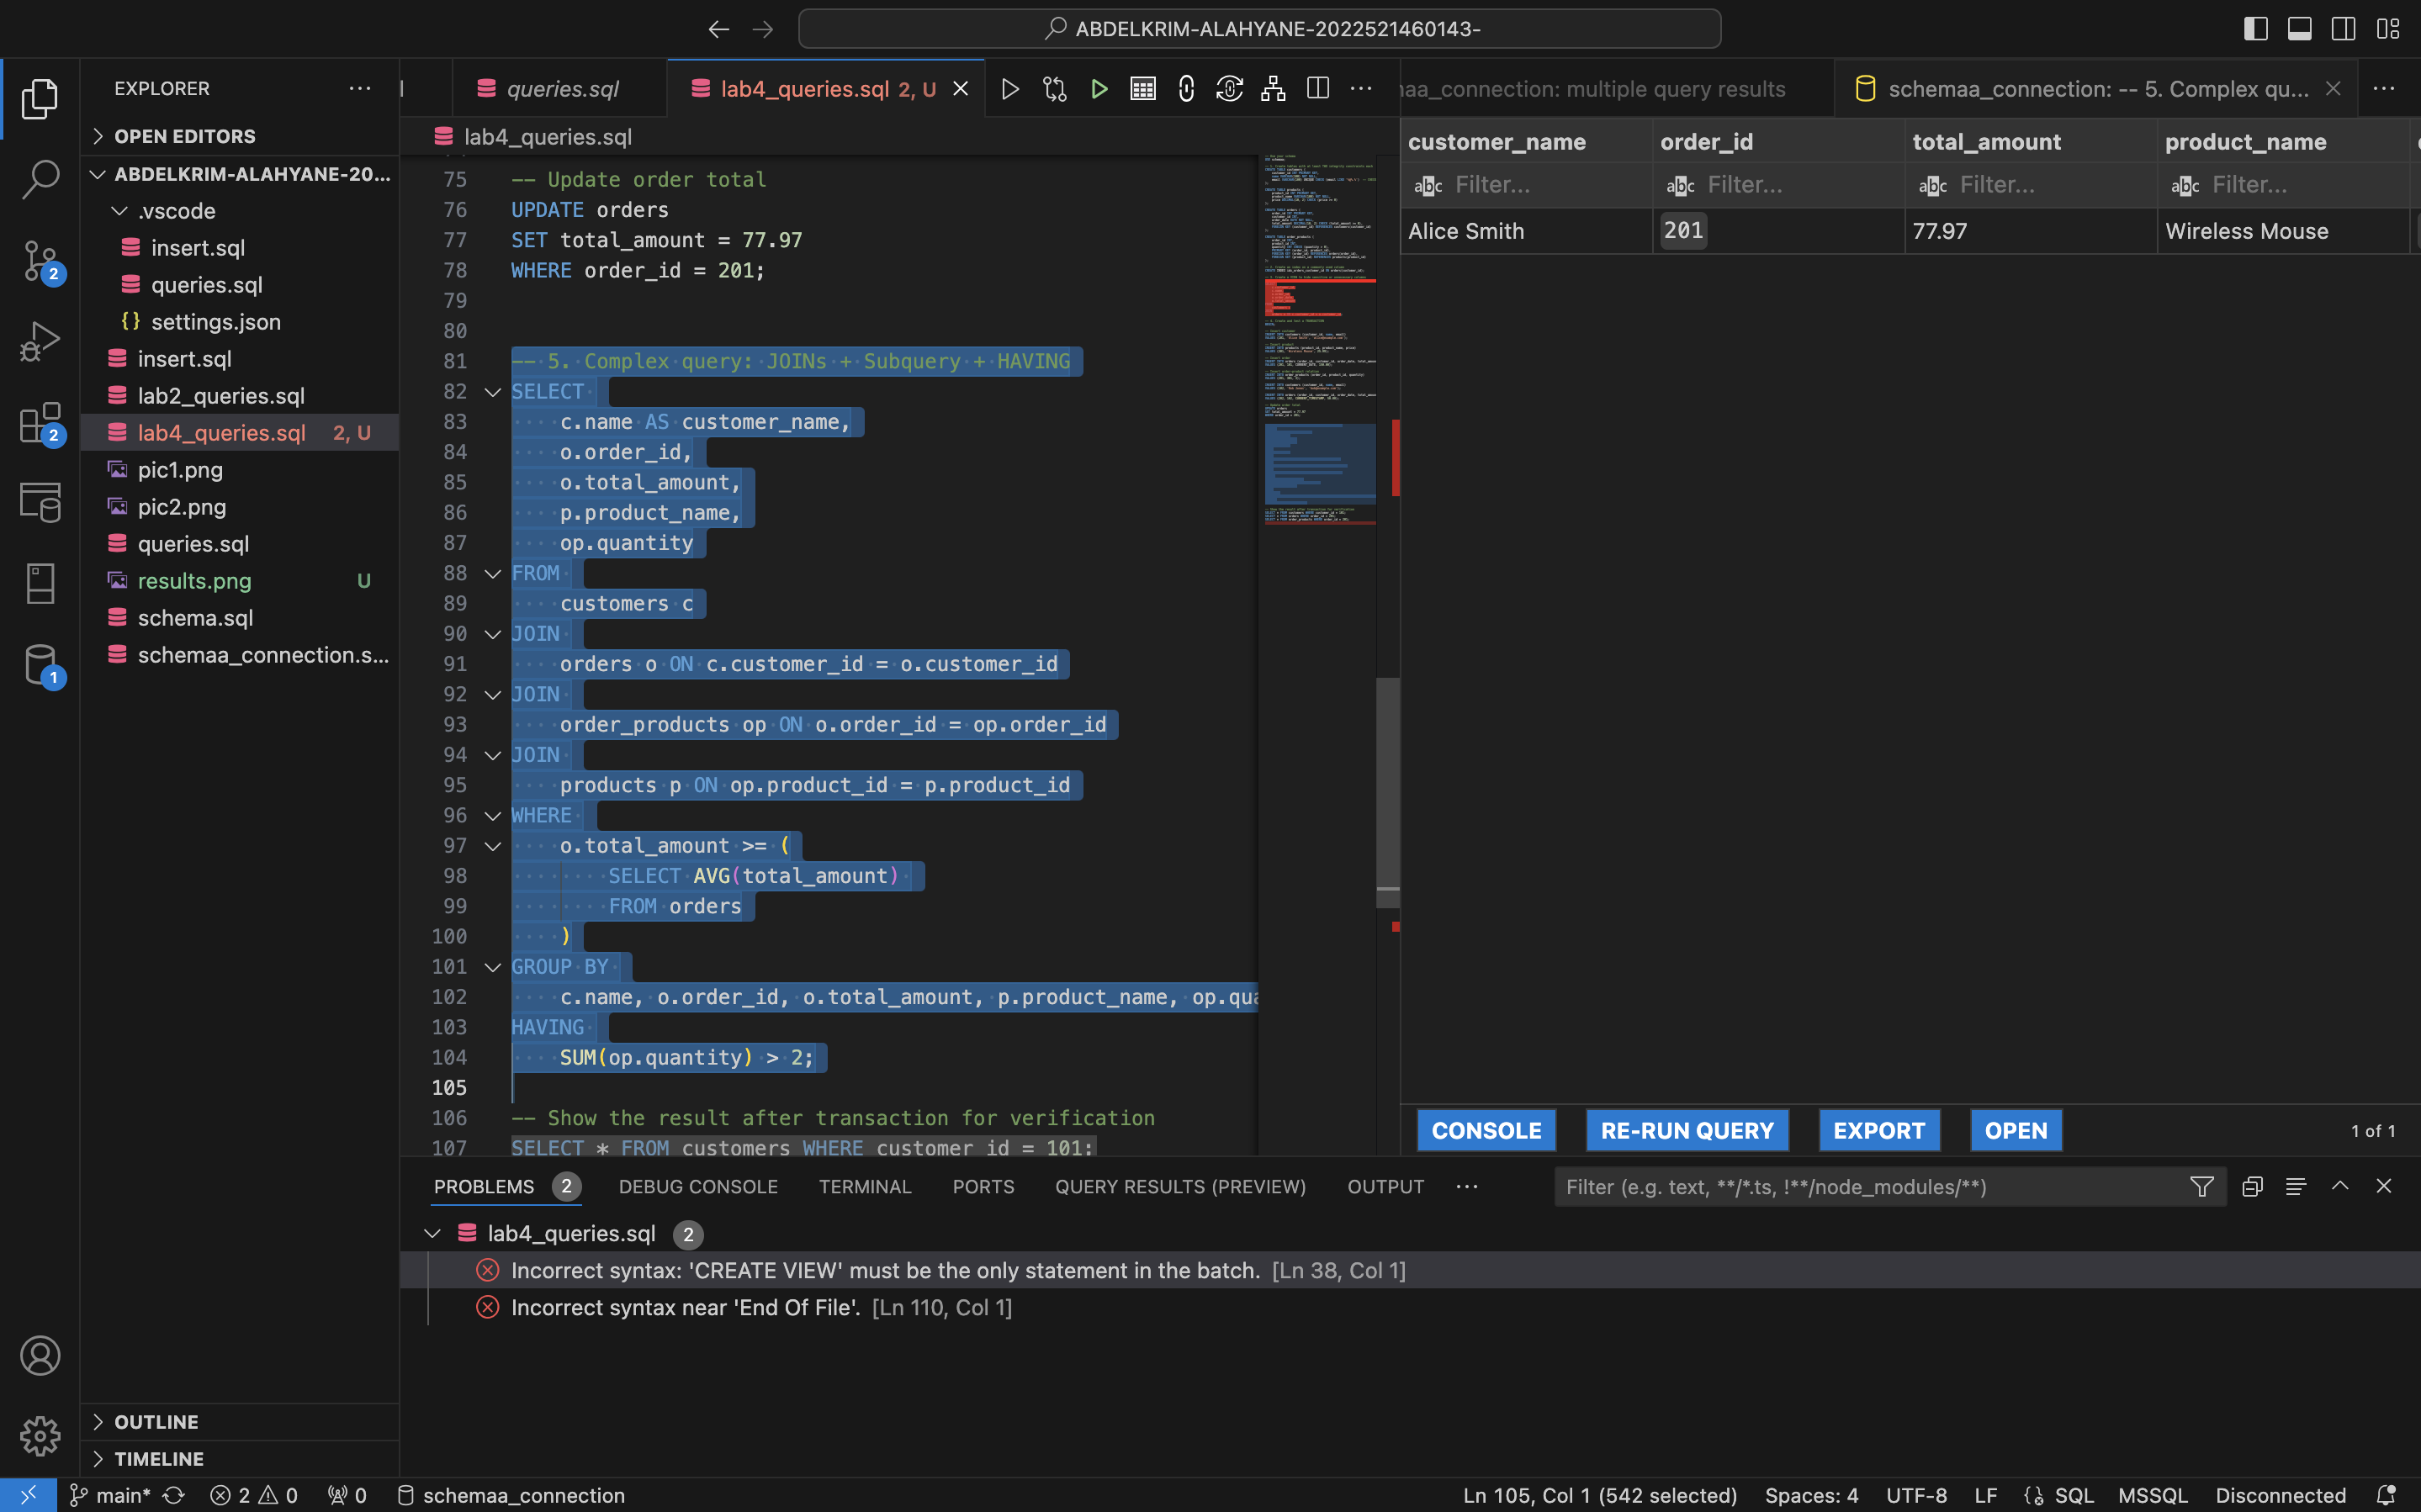 ABDELKRIM-ALAHYANE-2022521460143-
EXPLORER
OPEN EDITORS
ABDELKRIM-ALAHYANE-20...
.vscode
insert.sql
queries.sql
{} settings.json
insert.sql
lab2_queries.sql
lab4_queries.sql 2, U
pic1.png
pic2.png
queries.sql
results.png U
schema.sql
schemaa_connection.s...
OUTLINE
TIMELINE
2
2
1
queries.sql
lab4_queries.sql 2, U
lab4_queries.sql
75 -- Update order total
76 UPDATE orders
77 SET total_amount = 77.97
78 WHERE order_id = 201;
79
80
81 -- 5. Complex query: JOINs + Subquery + HAVING
82 SELECT
83 c.name AS customer_name,
84 o.order_id,
85 o.total_amount,
86 p.product_name,
87 op.quantity
88 FROM
89 customers c
90 JOIN
91 orders o ON c.customer_id = o.customer_id
92 JOIN
93 order_products op ON o.order_id = op.order_id
94 JOIN
95 products p ON op.product_id = p.product_id
96 WHERE
97 o.total_amount >= (
98 SELECT AVG(total_amount)
99 FROM orders
100 )
101 GROUP BY
102 c.name, o.order_id, o.total_amount, p.product_name, op.qua
103 HAVING
104 SUM(op.quantity) > 2;
105
106 -- Show the result after transaction for verification
107 SELECT * FROM customers WHERE customer_id = 101;
aa_connection: multiple query results
schemaa_connection: -- 5. Complex qu...
customer_name order_id total_amount product_name
abc Filter... abc Filter... abc Filter... abc Filter...
Alice Smith 201 77.97 Wireless Mouse
CONSOLE RE-RUN QUERY EXPORT OPEN 1 of 1
PROBLEMS 2 DEBUG CONSOLE TERMINAL PORTS QUERY RESULTS (PREVIEW) OUTPUT
Filter (e.g. text, **/*.ts, !**/node_modules/**)
lab4_queries.sql 2
Incorrect syntax: 'CREATE VIEW' must be the only statement in the batch. [Ln 38, Col 1]
Incorrect syntax near 'End Of File'. [Ln 110, Col 1]
main* 2 0 0 schemaa_connection Ln 105, Col 1 (542 selected) Spaces: 4 UTF-8 LF SQL MSSQL Disconnected